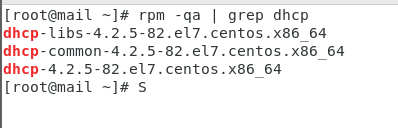 [root@mail ~]# rpm -qa | grep dhcp
dhcp-libs-4.2.5-82.el7.centos.x86_64
dhcp-common-4.2.5-82.el7.centos.x86_64
dhcp-4.2.5-82.el7.centos.x86_64
[root@mail ~]# S